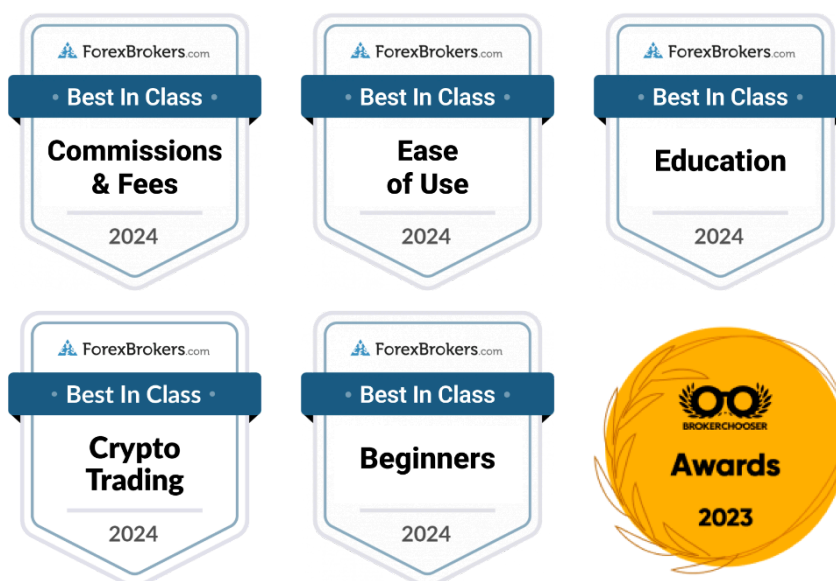 ForexBrokers.com
• Best In Class •
Commissions
& Fees
2024
ForexBrokers.com
• Best In Class •
Ease
of Use
2024
ForexBrokers.com
• Best In Class •
Education
2024
ForexBrokers.com
• Best In Class •
Crypto
Trading
2024
ForexBrokers.com
• Best In Class •
Beginners
2024
BROKERCHOOSER
Awards
2023